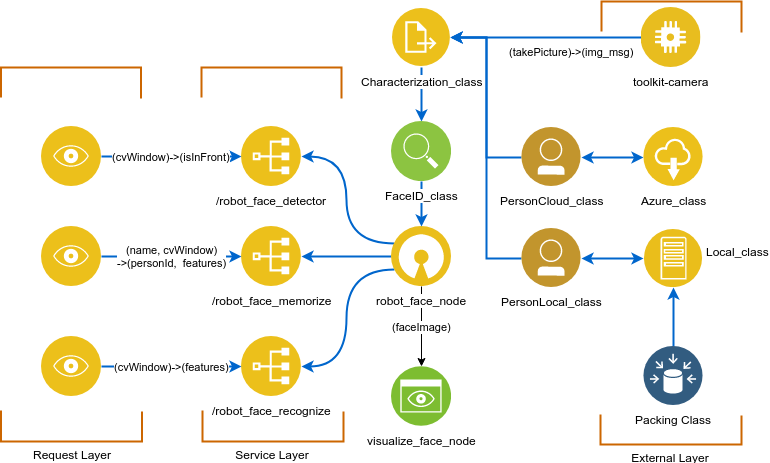 (takePicture)->(img_msg)
Characterization_class
toolkit-camera
(cvWindow)->(isInFront)
/robot_face_detector
FaceID_class
PersonCloud_class
Azure_class
(name, cvWindow)
->(personId, features)
/robot_face_memorize
robot_face_node
PersonLocal_class
Local_class
(faceImage)
(cvWindow)->(features)
/robot_face_recognize
visualize_face_node
Packing Class
Request Layer
Service Layer
External Layer